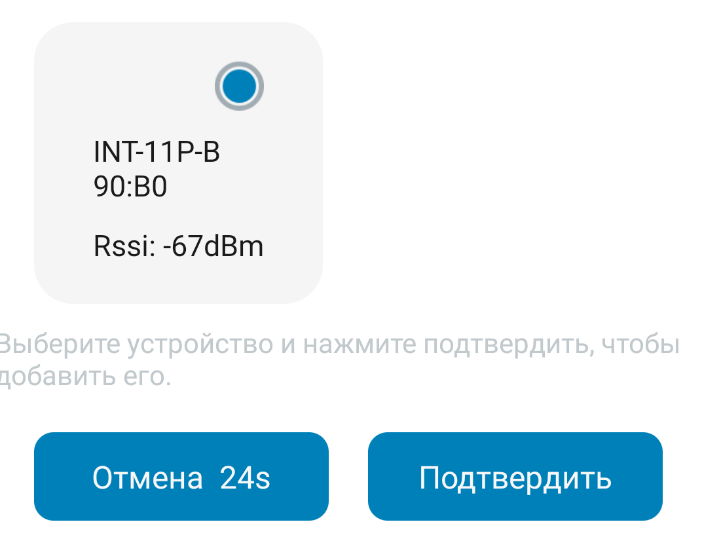 INT-11P-B
90:B0
Rssi: -67dBm
Выберите устройство и нажмите подтвердить, чтобы
добавить его.
Отмена 24s
Подтвердить